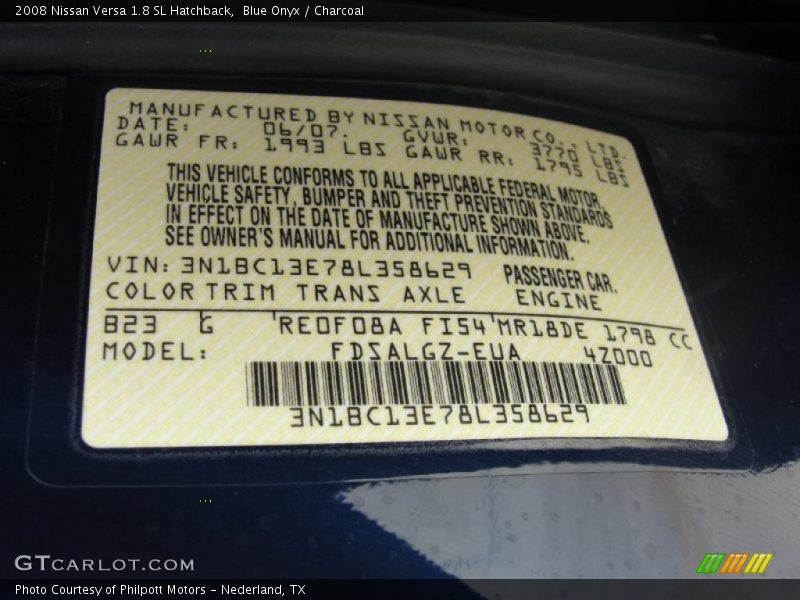 2008 Nissan Versa 1.8 SL Hatchback,  Blue Onyx / Charcoal
MANUFACTURED BY NISSAN MOTOR CO., LTD.
DATE: 06/07. GVWR: 3770 LBS
GAWR FR: 1993 LBS GAWR RR: 1795 LBS
THIS VEHICLE CONFORMS TO ALL APPLICABLE FEDERAL MOTOR
VEHICLE SAFETY, BUMPER AND THEFT PREVENTION STANDARDS
IN EFFECT ON THE DATE OF MANUFACTURE SHOWN ABOVE.
SEE OWNER'S MANUAL FOR ADDITIONAL INFORMATION.
VIN: 3N1BC13E78L358629 PASSENGER CAR.
COLOR TRIM TRANS AXLE ENGINE
B23 G RE0F08A FI54 MR18DE 1798 CC
MODEL: FDSALGZ-EUA 4Z000
3N1BC13E78L358629
GTCARLOT.COM
Photo Courtesy of Philpott Motors - Nederland, TX